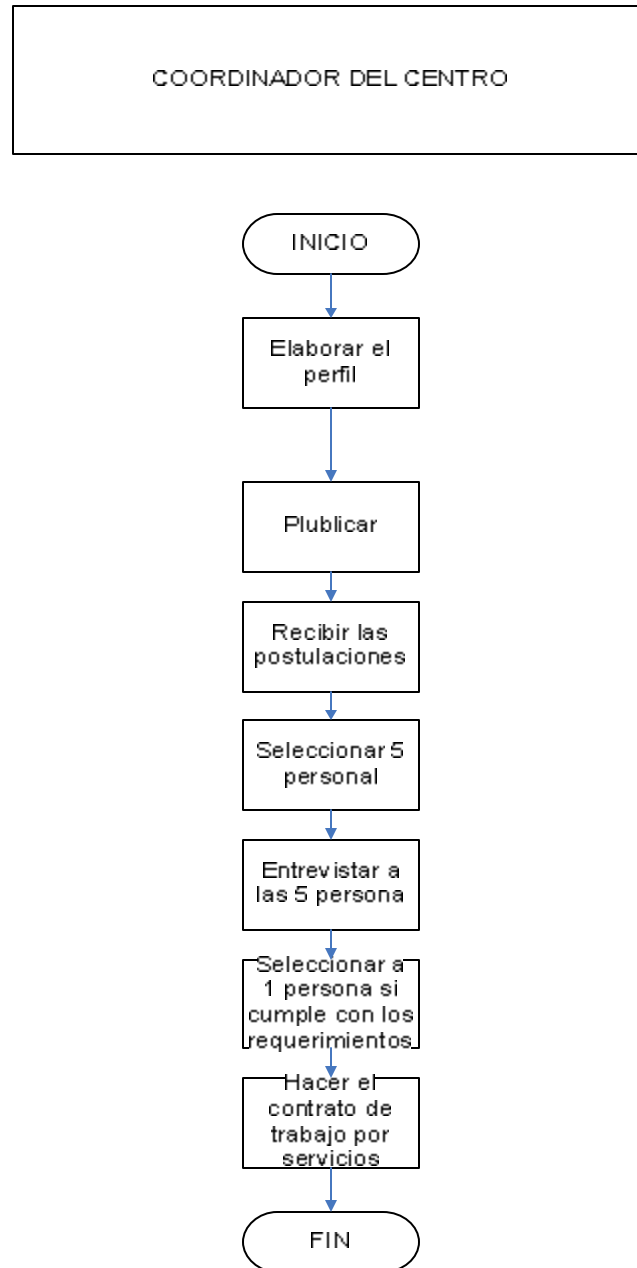 COORDINADOR DEL CENTRO
INICIO
Elaborar el
perfil
Plublicar
Recibir las
postulaciones
Seleccionar 5
personal
Entrevistar a
las 5 persona
Seleccionar a
1 persona si
cumple con los
requerimientos
Hacer el
contrato de
trabajo por
servicios
FIN